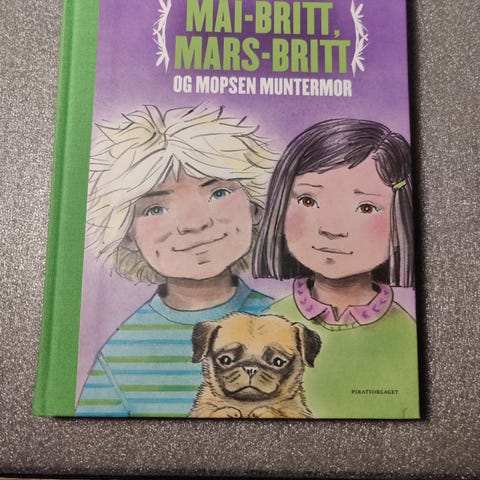 MAI-BRITT,
MARS-BRITT
OG MOPSEN MUNTERMOR
PIRATFORLAGET